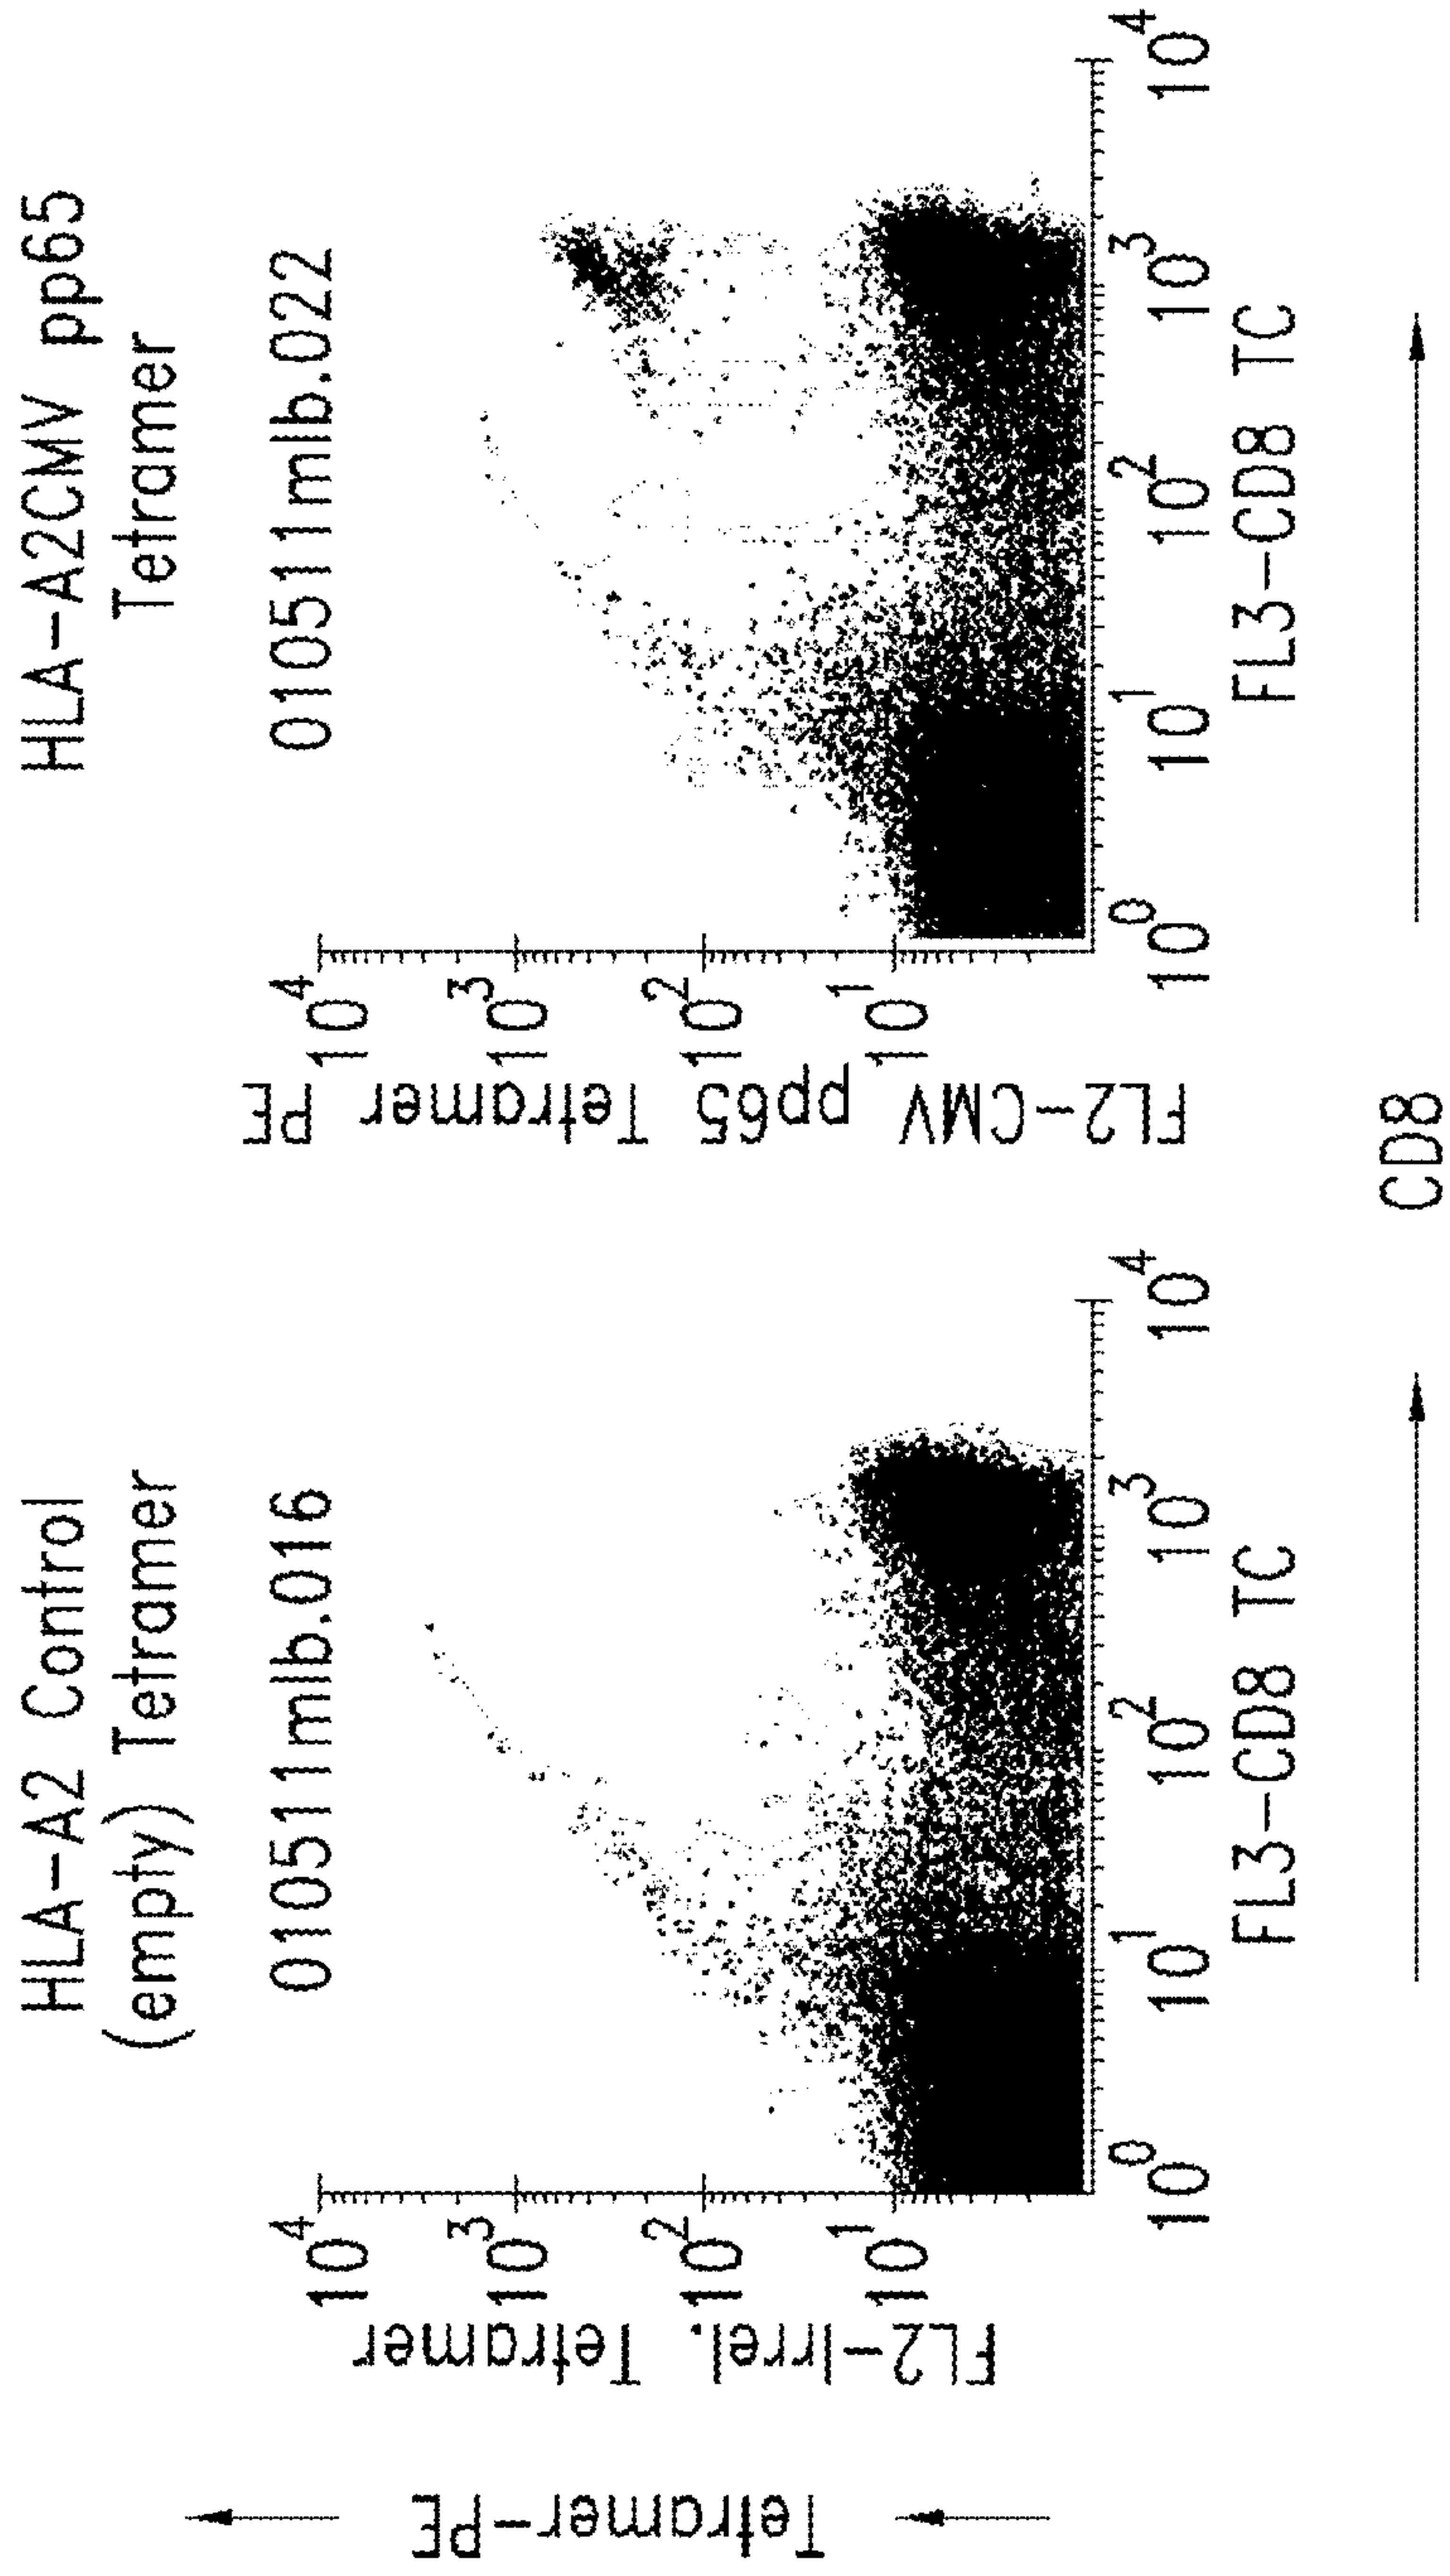 HLA-A2 Control
(empty) Tetramer
010511mlb.016
Tetramer-PE
FL2-Irrel. Tetramer
10^4
10^3
10^2
10^1
10^0 10^1 10^2 10^3 10^4
FL3-CD8 TC
HLA-A2CMV pp65
Tetramer
010511mlb.022
FL2-CMV pp65 Tetramer PE
10^4
10^3
10^2
10^1
10^0 10^1 10^2 10^3 10^4
FL3-CD8 TC
CD8